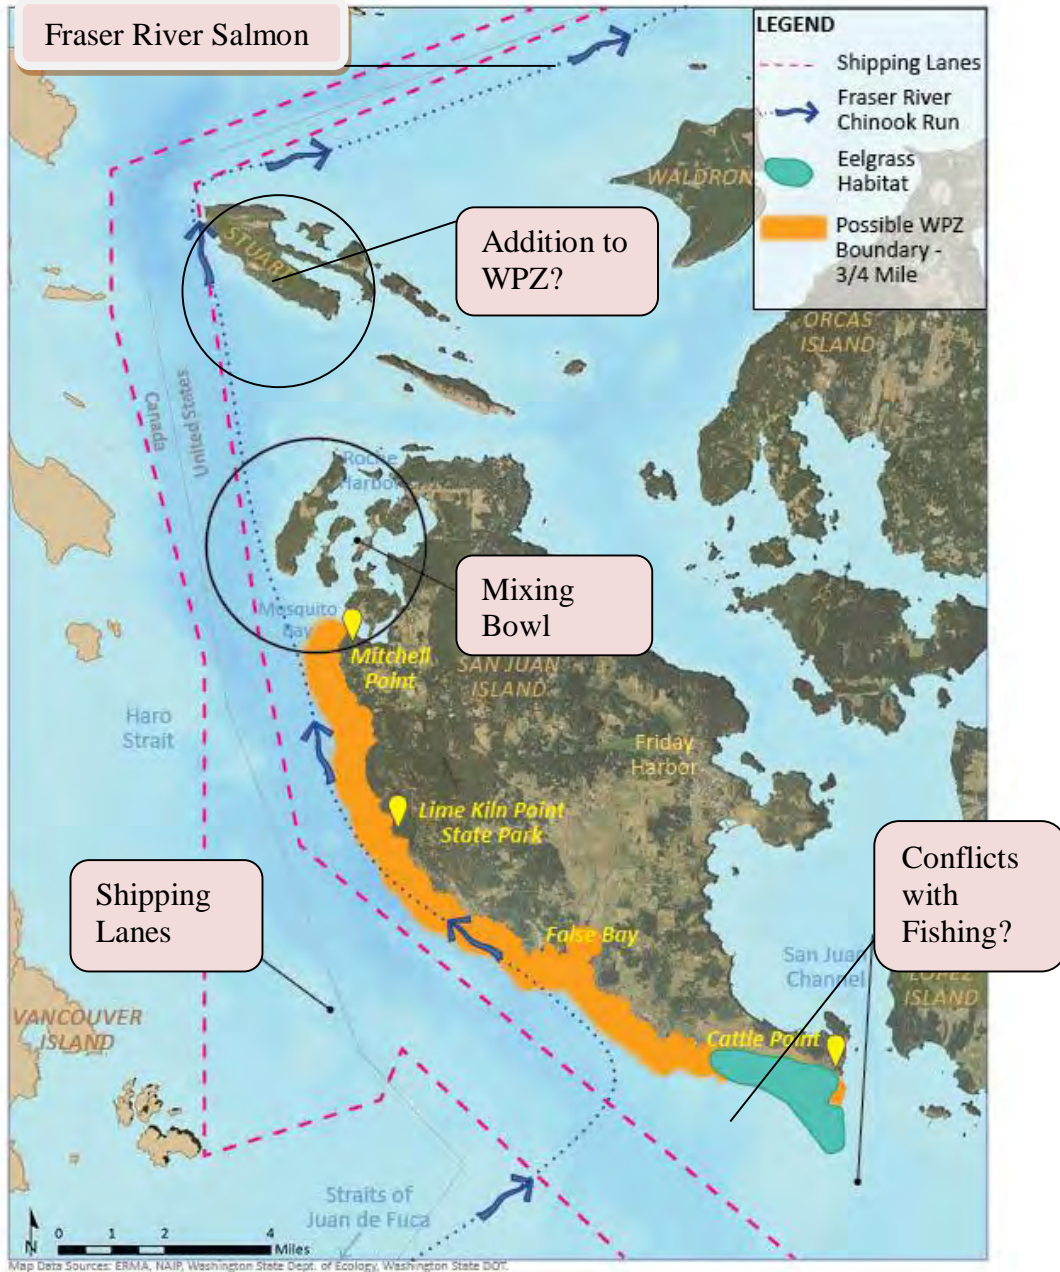 Fraser River Salmon
LEGEND
Shipping Lanes
Fraser River
Chinook Run
Eelgrass
Habitat
Possible WPZ
Boundary -
3/4 Mile
WALDRON
STUART
Addition to
WPZ?
ORCAS
ISLAND
Canada
United States
Roche
Harbor
Mixing
Bowl
Mosquito
Bay
Mitchell
Point
SAN JUAN
ISLAND
Haro
Strait
Friday
Harbor
Lime Kiln Point
State Park
Conflicts
with
Fishing?
Shipping
Lanes
False Bay
San Juan
Channel
LOPEZ
ISLAND
VANCOUVER
ISLAND
Cattle Point
Straits of
Juan de Fuca
N
0 1 2 4
Miles
Map Data Sources: ERMA, NAIP, Washington State Dept. of Ecology, Washington State DOT.